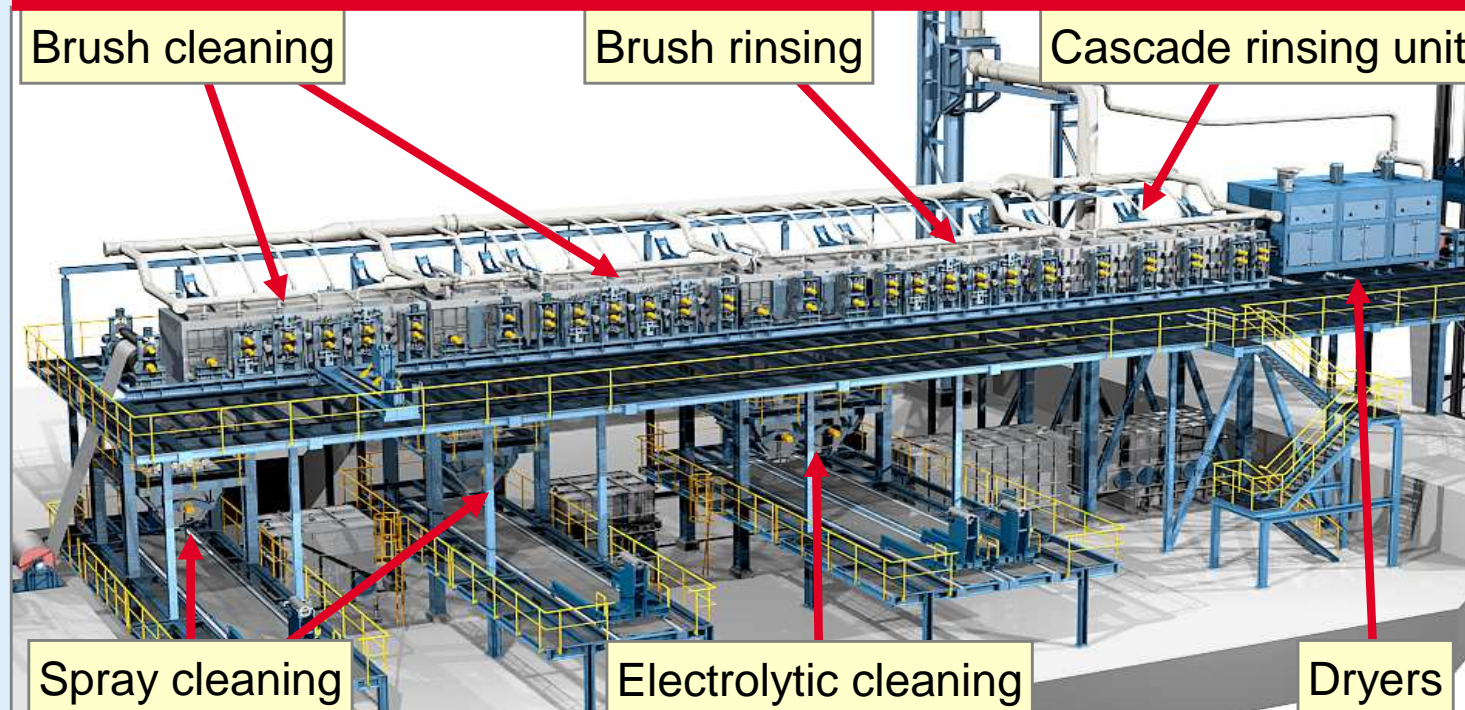 Brush cleaning
Brush rinsing
Cascade rinsing unit
Spray cleaning
Electrolytic cleaning
Dryers